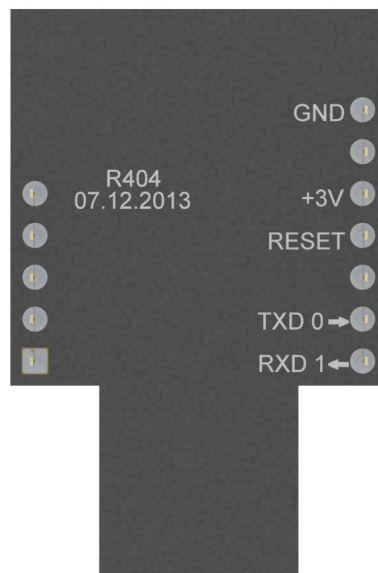 GND
R404
07.12.2013
+3V
RESET
TXD 0→
RXD 1←